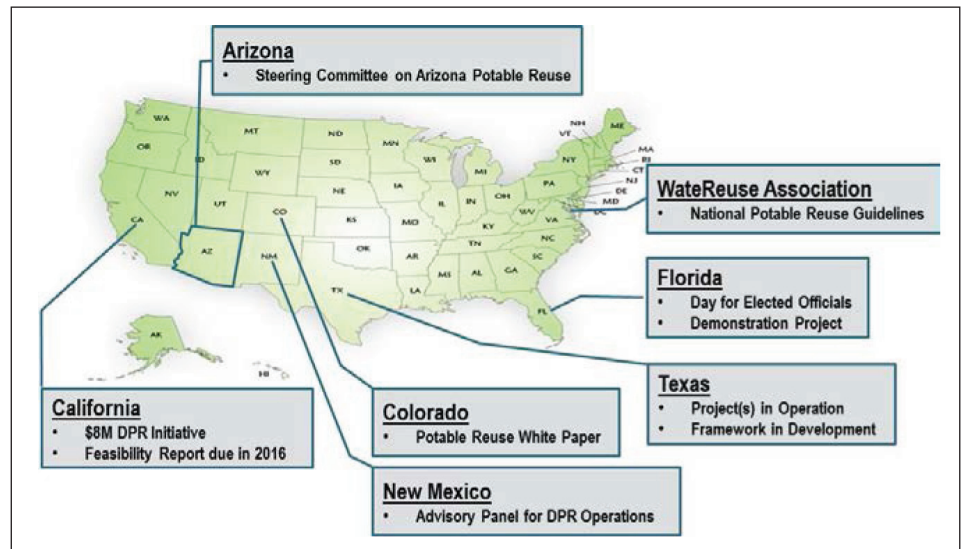 Arizona
• Steering Committee on Arizona Potable Reuse
WA
OR
ID
MT
ND
MN
WI
MI
NH
VT
ME
NY
MA
RI
CT
NJ
DE
MD
DC
SD
WY
NV
UT
CO
NE
IA
IL
IN
OH
PA
WV
VA
CA
AZ
NM
KS
MO
KY
NC
TN
OK
AR
SC
MS
AL
GA
TX
LA
FL
AK
HI
WateReuse Association
• National Potable Reuse Guidelines
Florida
• Day for Elected Officials
• Demonstration Project
Texas
• Project(s) in Operation
• Framework in Development
California
• $8M DPR Initiative
• Feasibility Report due in 2016
Colorado
• Potable Reuse White Paper
New Mexico
• Advisory Panel for DPR Operations